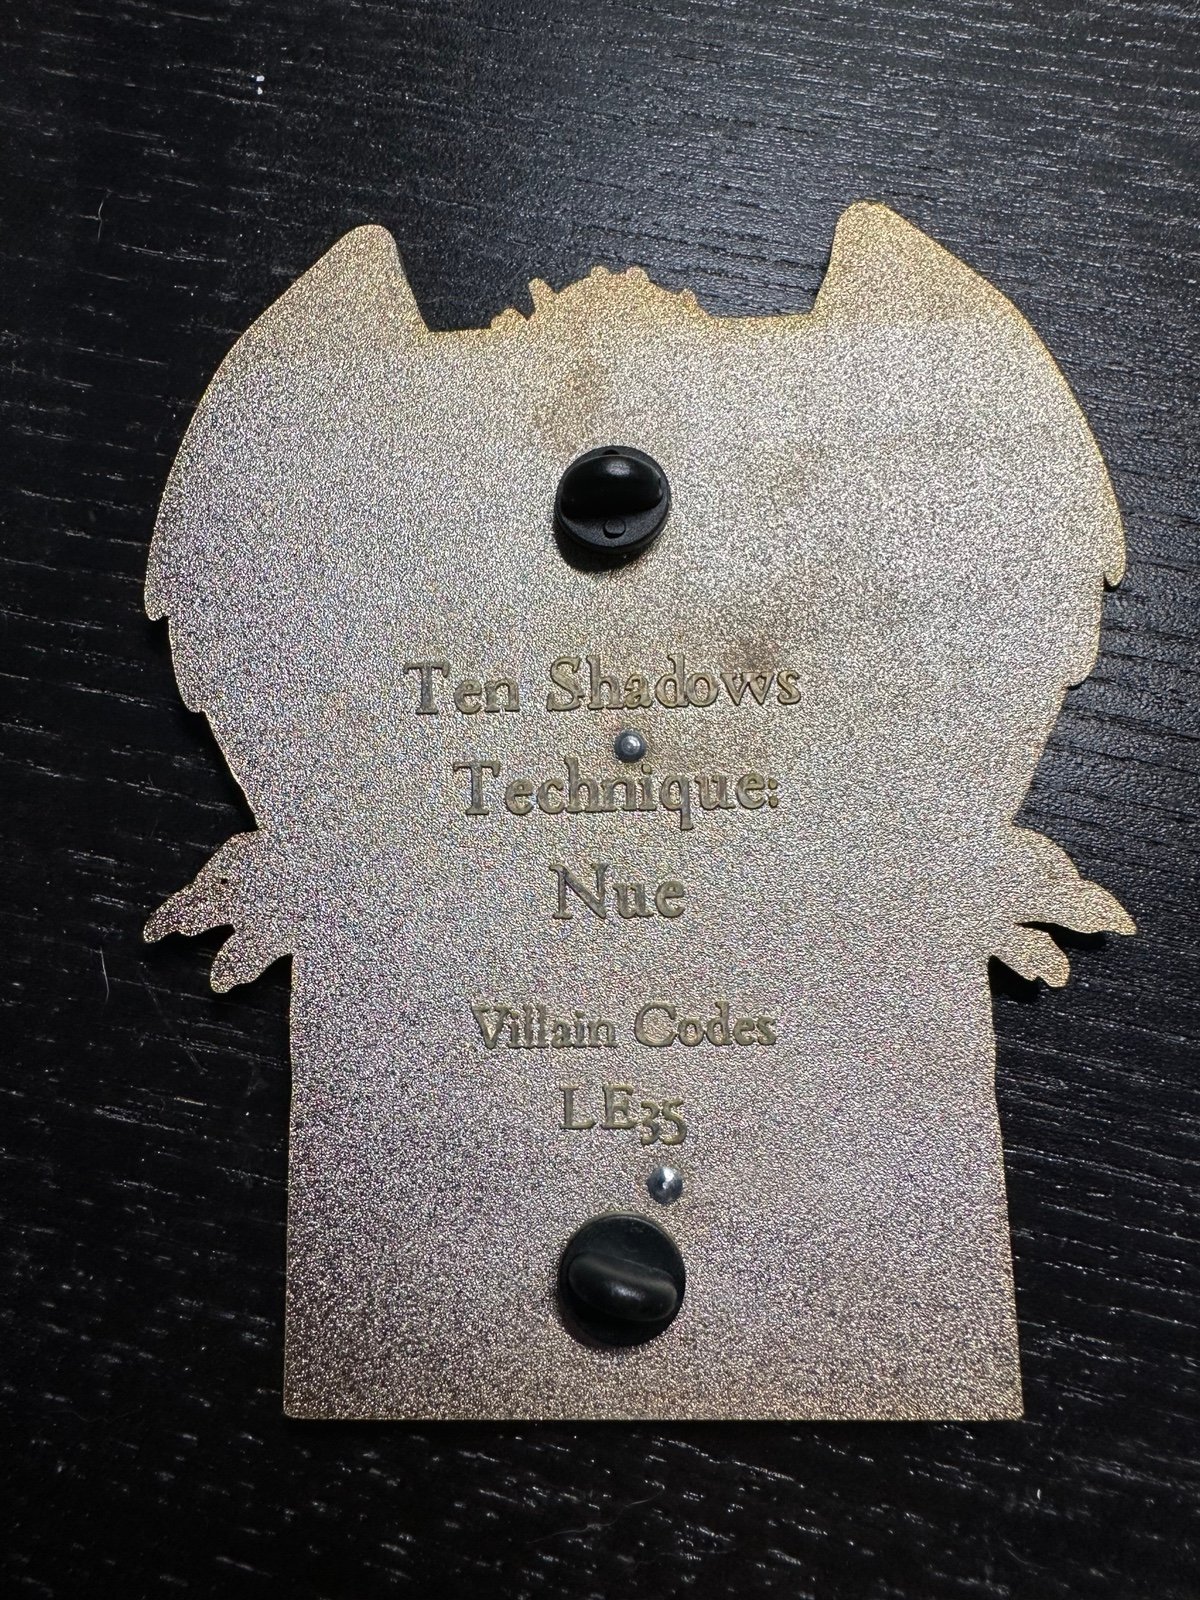 Ten Shadows
Technique:
Nue
Villain Codes
LE35